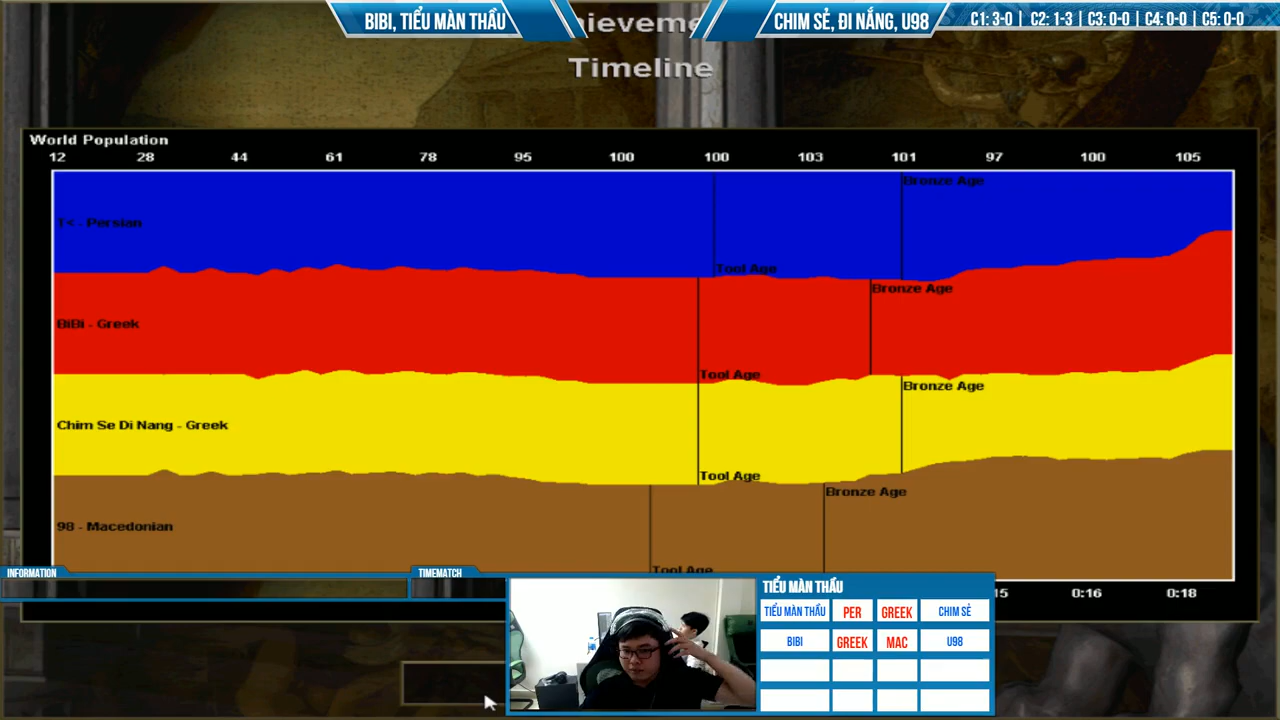 BIBI, TIỂU MÀN THẦU
CHIM SẺ, ĐI NẮNG, U98
C1: 3-0 | C2: 1-3 | C3: 0-0 | C4: 0-0 | C5: 0-0
Timeline
World Population
12 28 44 61 78 95 100 100 103 101 97 100 105
Bronze Age
T< - Persian
Tool Age
Bronze Age
BiBi - Greek
Tool Age
Bronze Age
Chim Se Di Nang - Greek
Tool Age
Bronze Age
98 - Macedonian
Tool Age
INFORMATION
TIMEMATCH
0:16 0:18
TIỂU MÀN THẦU
TIỂU MÀN THẦU PER GREEK CHIM SẺ
BIBI GREEK MAC U98